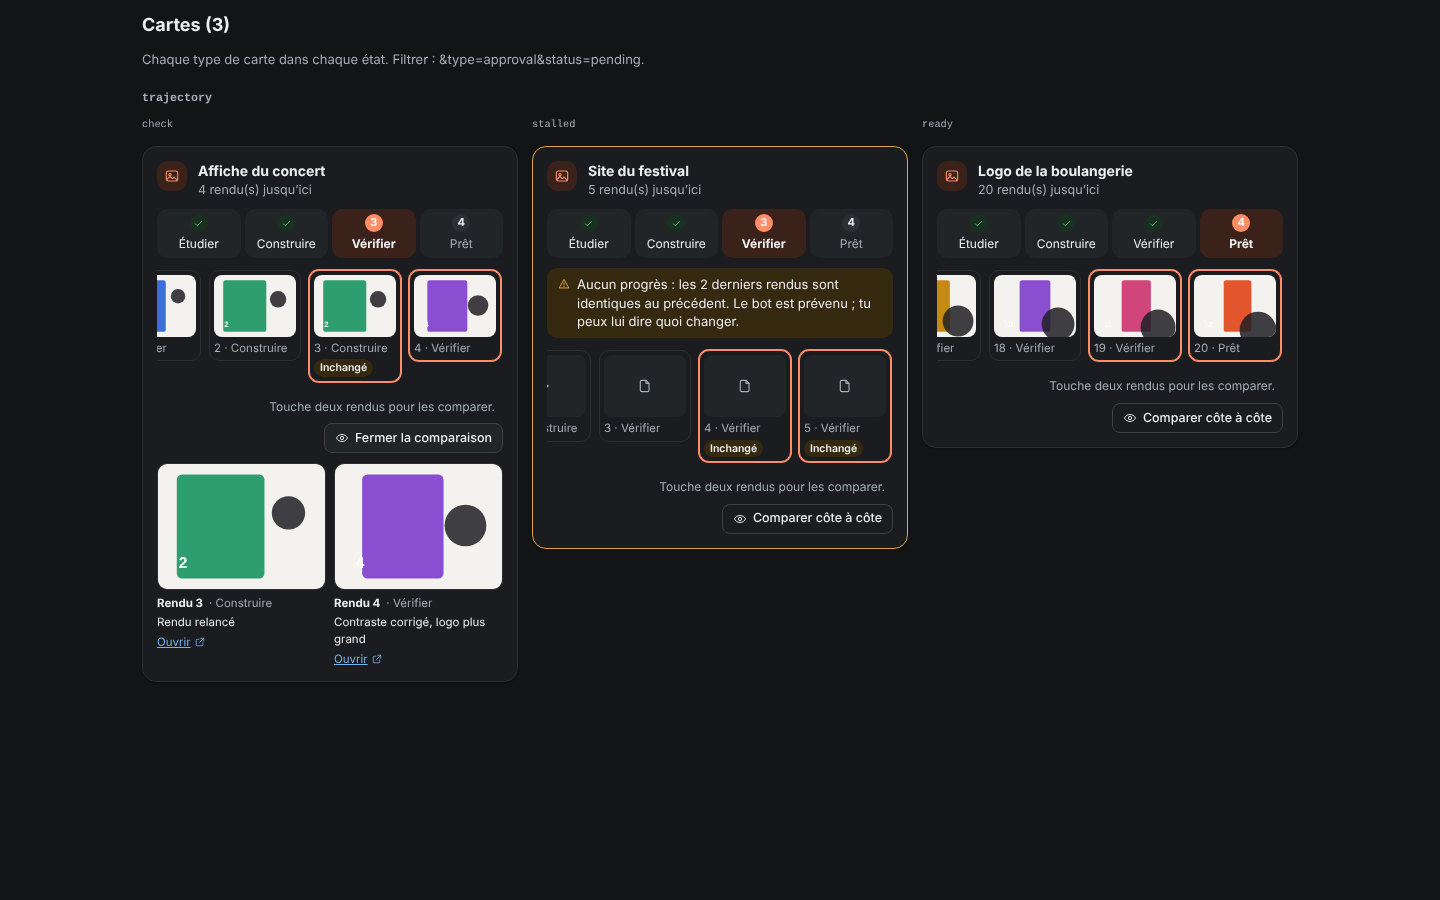 Cartes (3)
Chaque type de carte dans chaque état. Filtrer : &type=approval&status=pending.
trajectory
check
Affiche du concert
4 rendu(s) jusqu’ici
Étudier
Construire
3
Vérifier
4
Prêt
er
2
2 · Construire
2
3 · Construire
Inchangé
4 · Vérifier
Touche deux rendus pour les comparer.
Fermer la comparaison
2
Rendu 3 · Construire
Rendu relancé
Ouvrir
4
Rendu 4 · Vérifier
Contraste corrigé, logo plus
grand
Ouvrir
stalled
Site du festival
5 rendu(s) jusqu’ici
Étudier
Construire
3
Vérifier
4
Prêt
Aucun progrès : les 2 derniers rendus sont
identiques au précédent. Le bot est prévenu ; tu
peux lui dire quoi changer.
struire
3 · Vérifier
4 · Vérifier
Inchangé
5 · Vérifier
Inchangé
Touche deux rendus pour les comparer.
Comparer côte à côte
ready
Logo de la boulangerie
20 rendu(s) jusqu’ici
Étudier
Construire
Vérifier
4
Prêt
fier
18 · Vérifier
19 · Vérifier
20 · Prêt
Touche deux rendus pour les comparer.
Comparer côte à côte